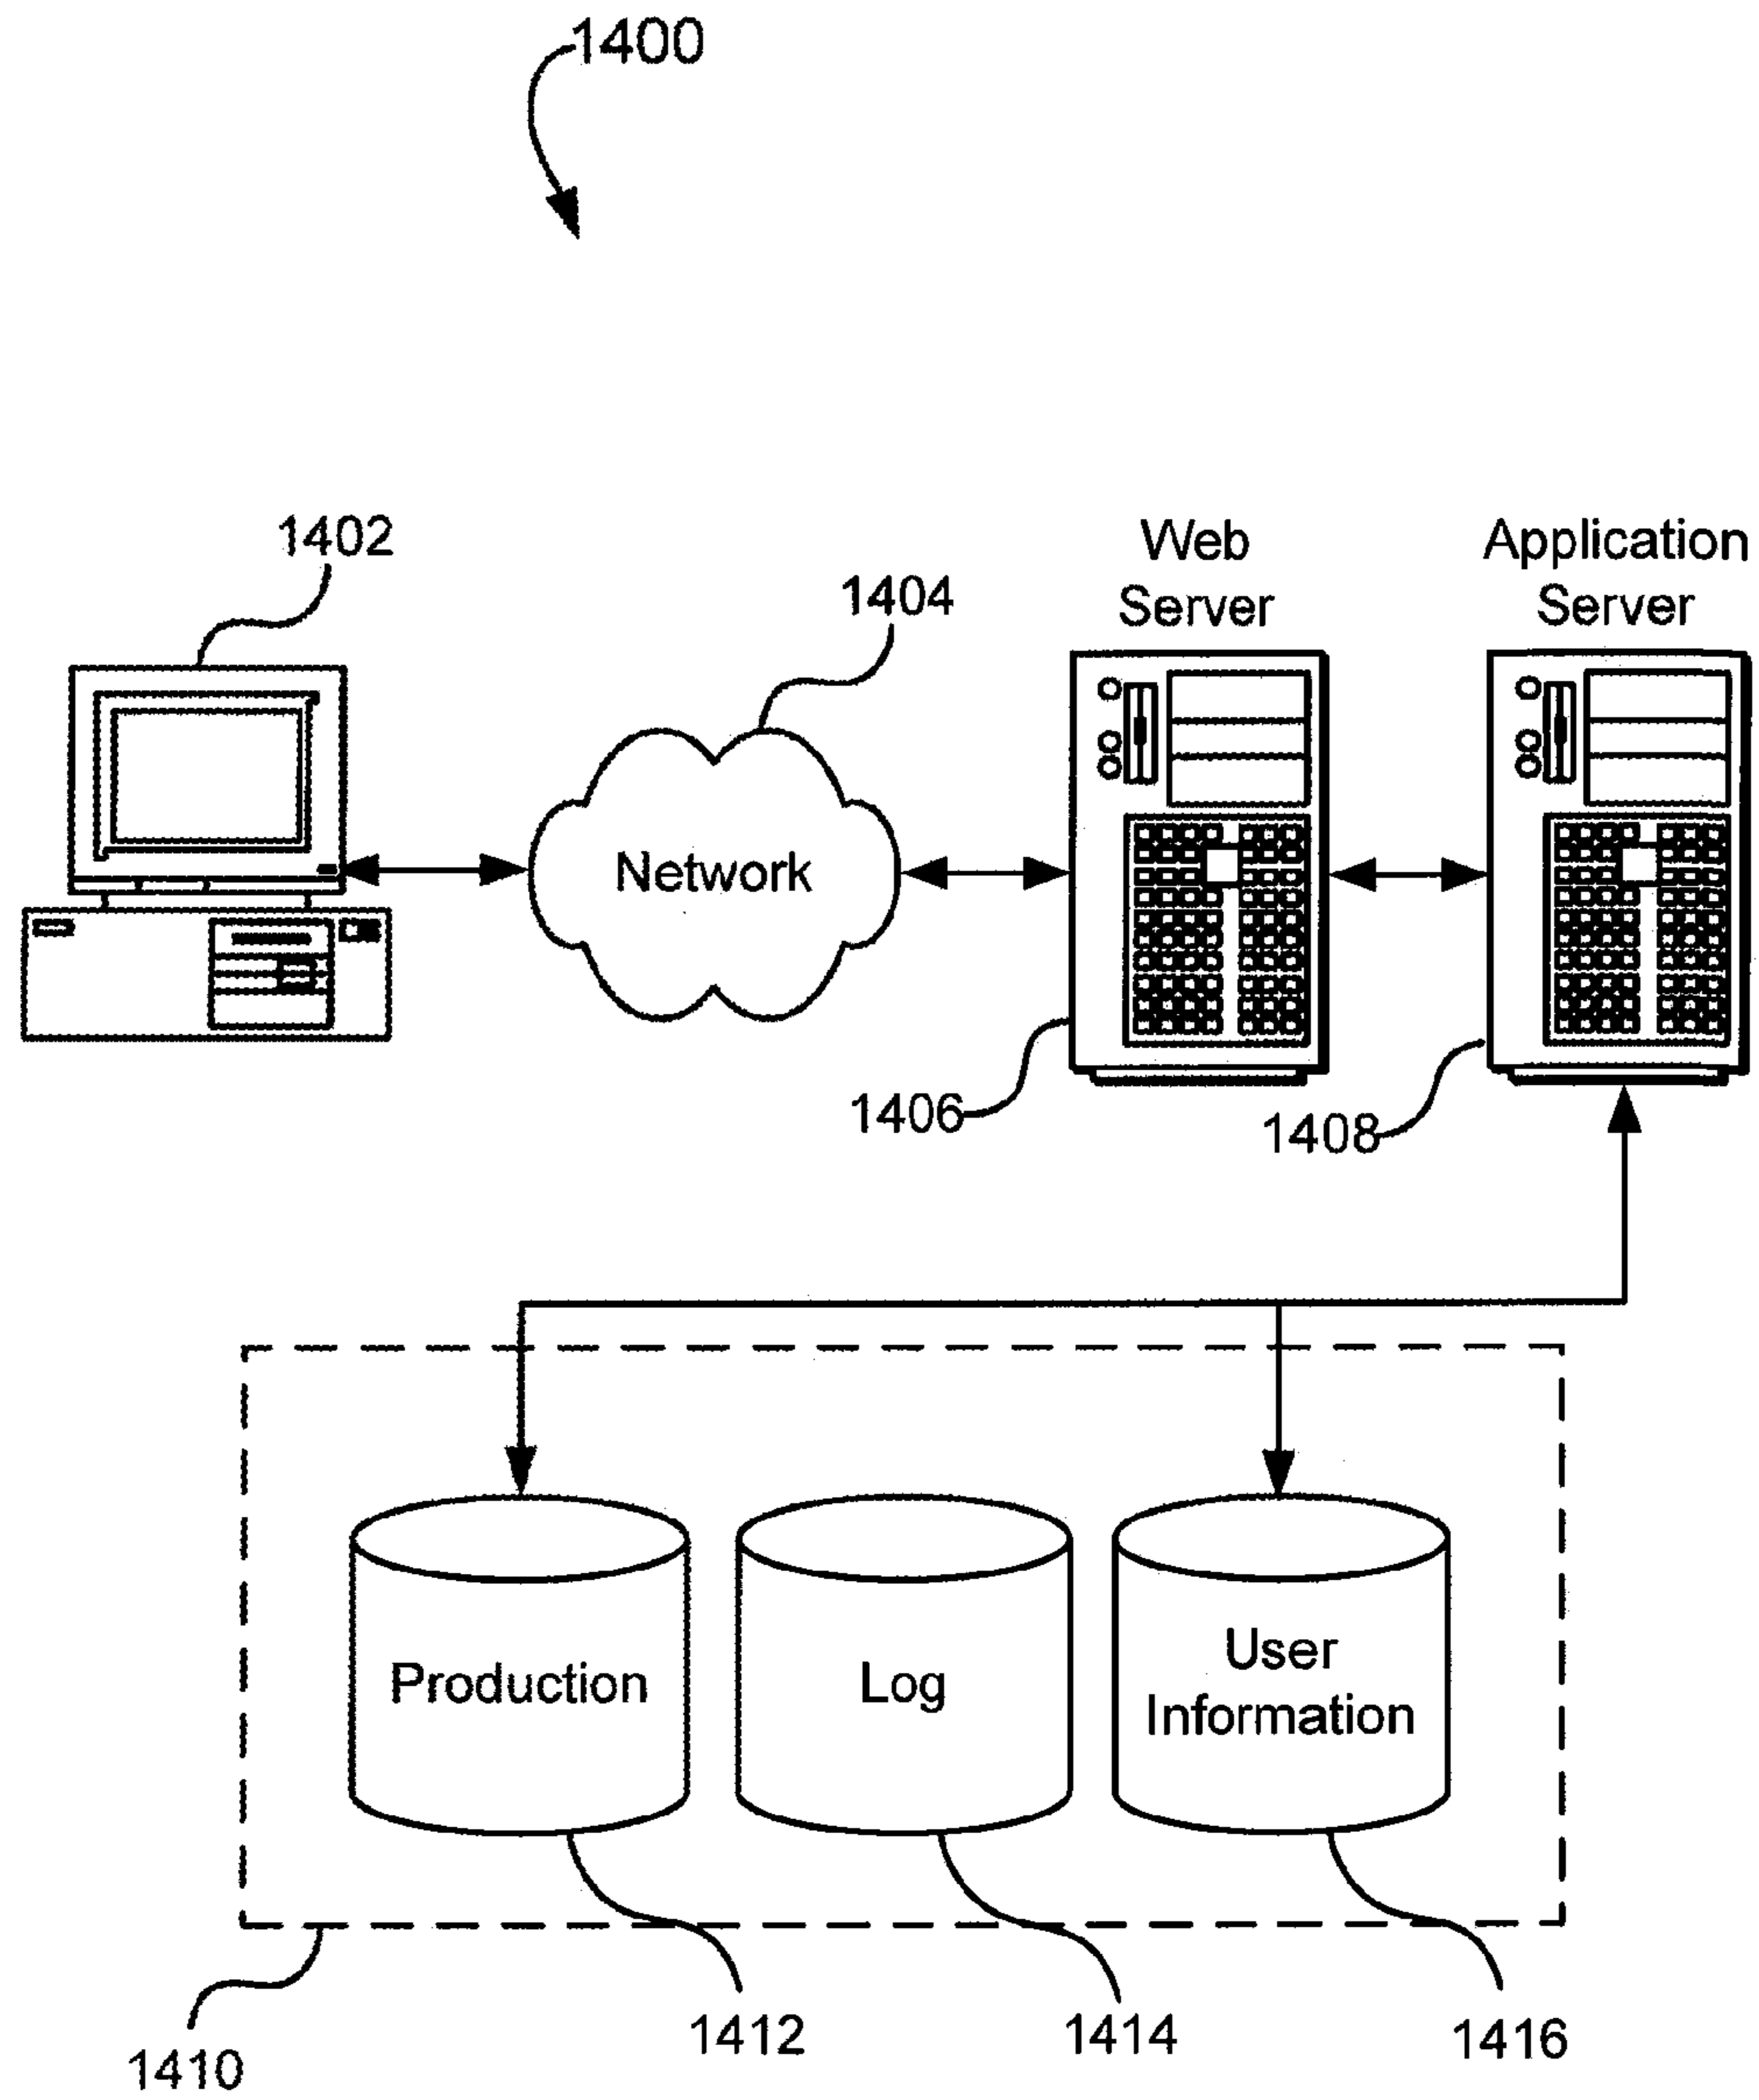 1400
1402
1404
Web
Server
Application
Server
Network
1406
1408
Production
Log
User
Information
1410
1412
1414
1416